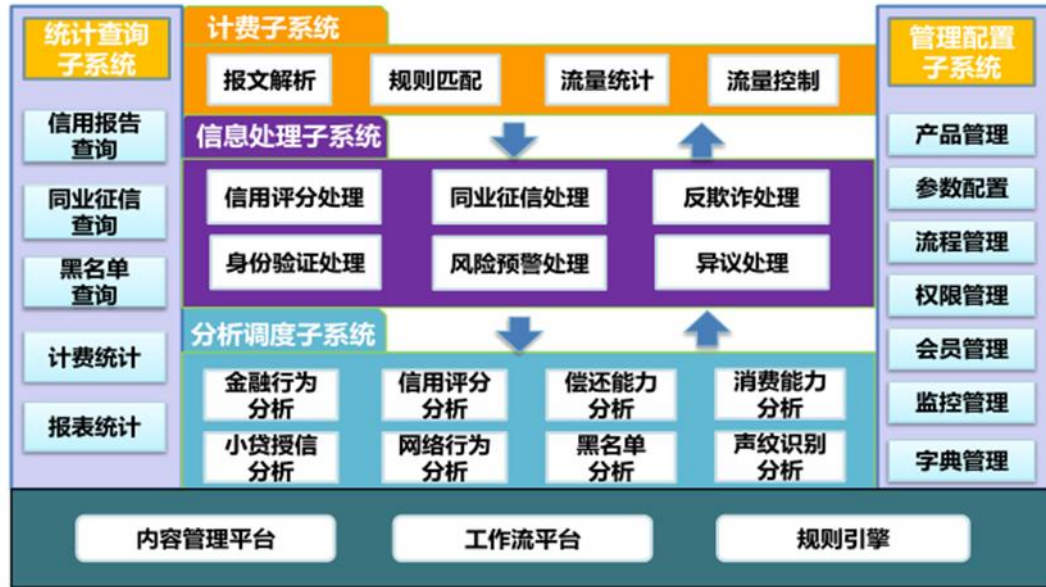 统计查询
子系统
信用报告
查询
同业征信
查询
黑名单
查询
计费统计
报表统计
计费子系统
报文解析
规则匹配
流量统计
流量控制
信息处理子系统
信用评分处理
同业征信处理
反欺诈处理
身份验证处理
风险预警处理
异议处理
分析调度子系统
金融行为
分析
信用评分
分析
偿还能力
分析
消费能力
分析
小贷授信
分析
网络行为
分析
黑名单
分析
声纹识别
分析
管理配置
子系统
产品管理
参数配置
流程管理
权限管理
会员管理
监控管理
字典管理
内容管理平台
工作流平台
规则引擎